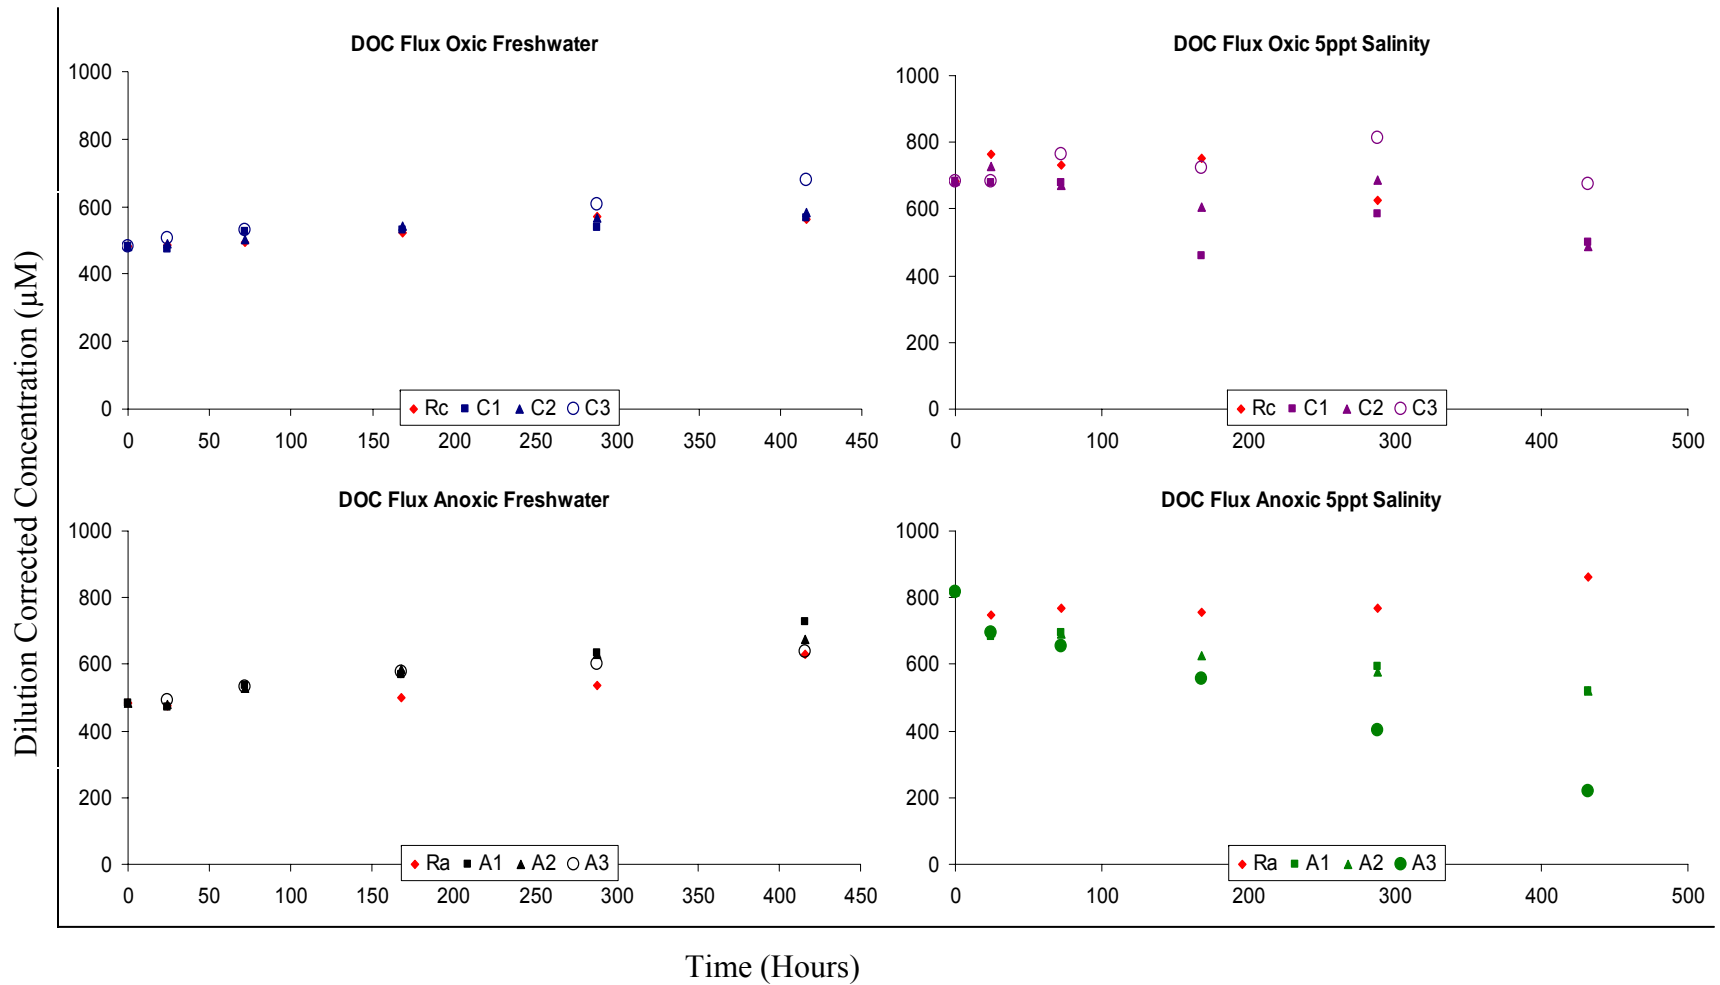 DOC Flux Oxic Freshwater
1000
800
600
400
200
0
Rc C1 C2 C3
0 50 100 150 200 250 300 350 400 450
DOC Flux Oxic 5ppt Salinity
1000
800
600
400
200
0
Rc C1 C2 C3
0 100 200 300 400 500
DOC Flux Anoxic Freshwater
1000
800
600
400
200
0
Ra A1 A2 A3
0 50 100 150 200 250 300 350 400 450
DOC Flux Anoxic 5ppt Salinity
1000
800
600
400
200
0
Ra A1 A2 A3
0 100 200 300 400 500
Dilution Corrected Concentration (µM)
Time (Hours)